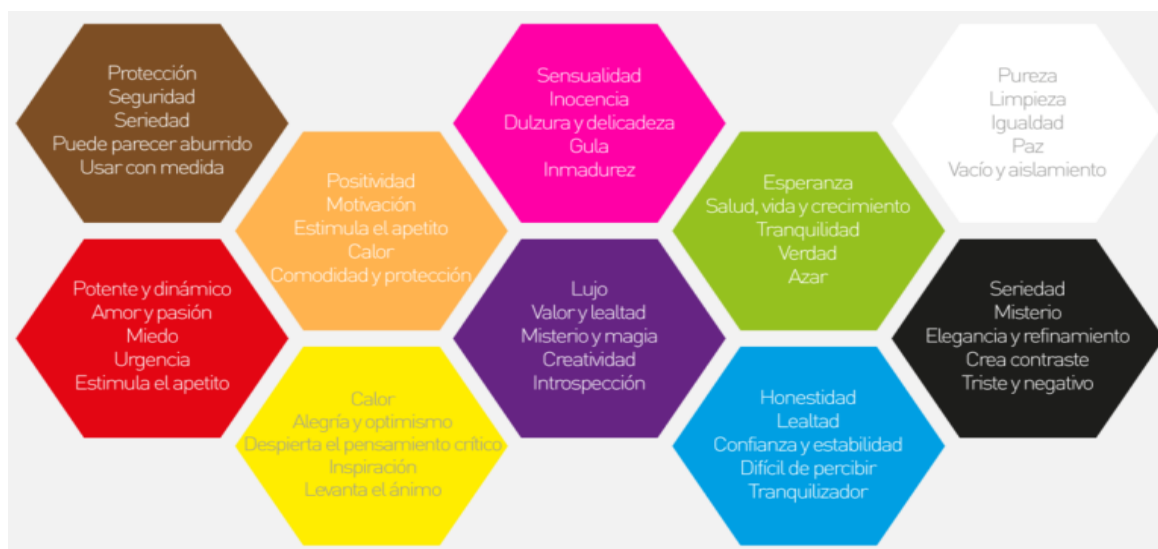 Protección
Seguridad
Seriedad
Puede parecer aburrido
Usar con medida
Sensualidad
Inocencia
Dulzura y delicadeza
Gula
Inmadurez
Pureza
Limpieza
Igualdad
Paz
Vacío y aislamiento
Positividad
Motivación
Estimula el apetito
Calor
Comodidad y protección
Esperanza
Salud, vida y crecimiento
Tranquilidad
Verdad
Azar
Potente y dinámico
Amor y pasión
Miedo
Urgencia
Estimula el apetito
Lujo
Valor y lealtad
Misterio y magia
Creatividad
Introspección
Seriedad
Misterio
Elegancia y refinamiento
Crea contraste
Triste y negativo
Calor
Alegría y optimismo
Despierta el pensamiento crítico
Inspiración
Levanta el ánimo
Honestidad
Lealtad
Confianza y estabilidad
Difícil de percibir
Tranquilizador